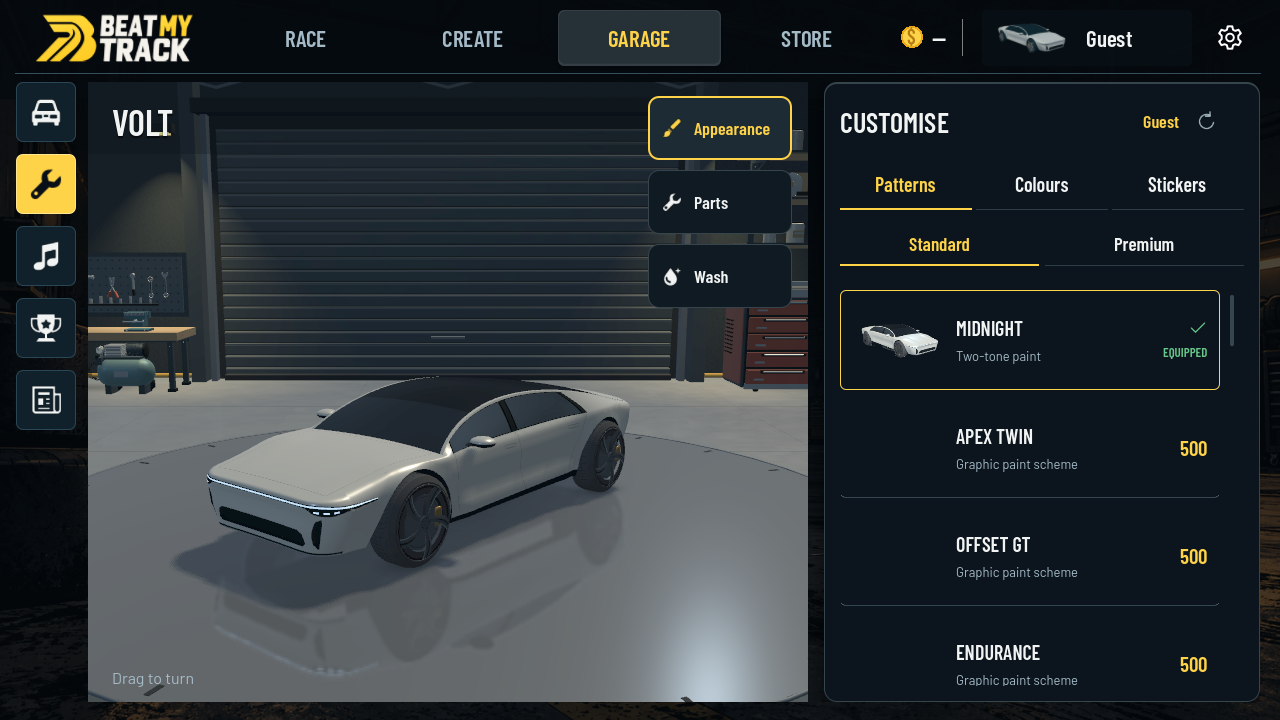 BEAT MY
TRACK
RACE
CREATE
GARAGE
STORE
$ –
Guest
VOLT
Appearance
Parts
Wash
Drag to turn
CUSTOMISE
Guest
Patterns
Colours
Stickers
Standard
Premium
MIDNIGHT
Two-tone paint
EQUIPPED
APEX TWIN
Graphic paint scheme
500
OFFSET GT
Graphic paint scheme
500
ENDURANCE
Graphic paint scheme
500